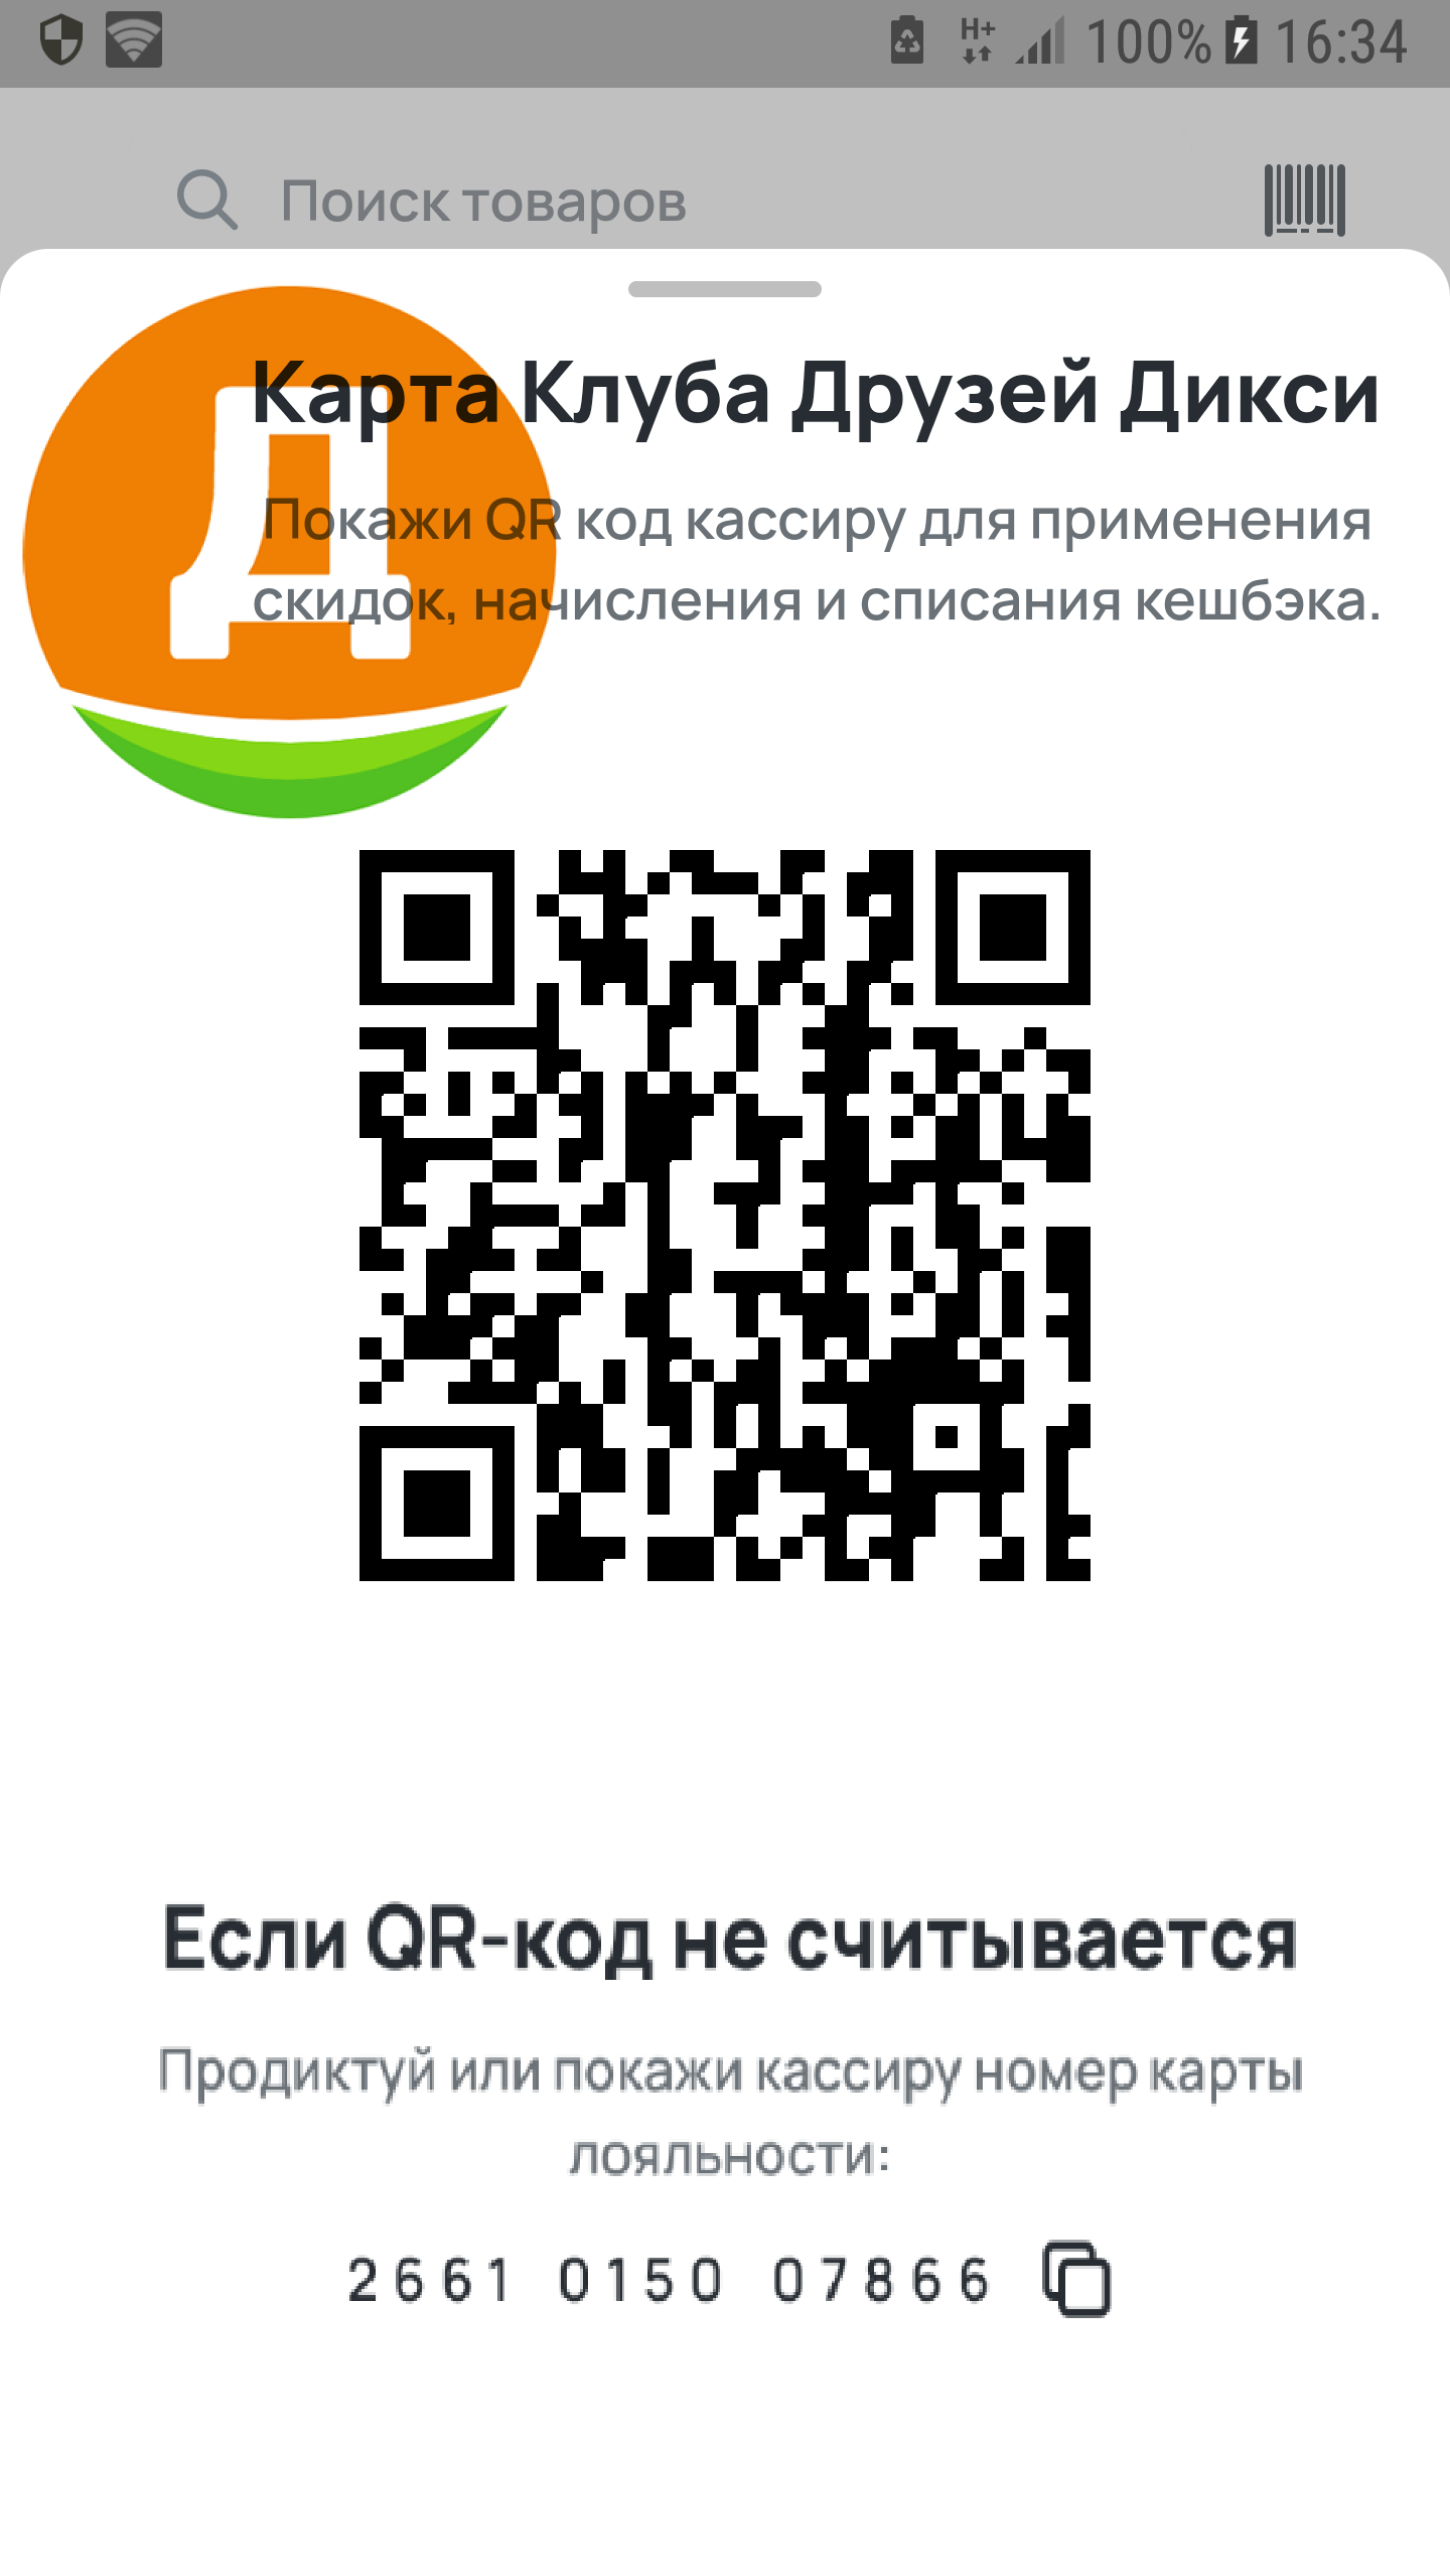 H+ 100% 16:34
Поиск товаров
Карта Клуба Друзей Дикси
Д
Покажи QR код кассиру для применения
скидок, начисления и списания кешбэка.
Если QR-код не считывается
Продиктуй или покажи кассиру номер карты
лояльности:
2661 0150 07866